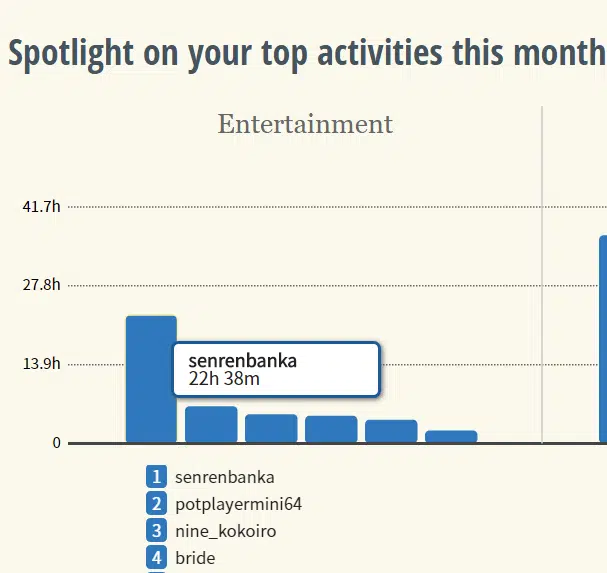 Spotlight on your top activities this month
Entertainment
41.7h
27.8h
13.9h
0
senrenbanka
22h 38m
1 senrenbanka
2 potplayermini64
3 nine_kokoiro
4 bride